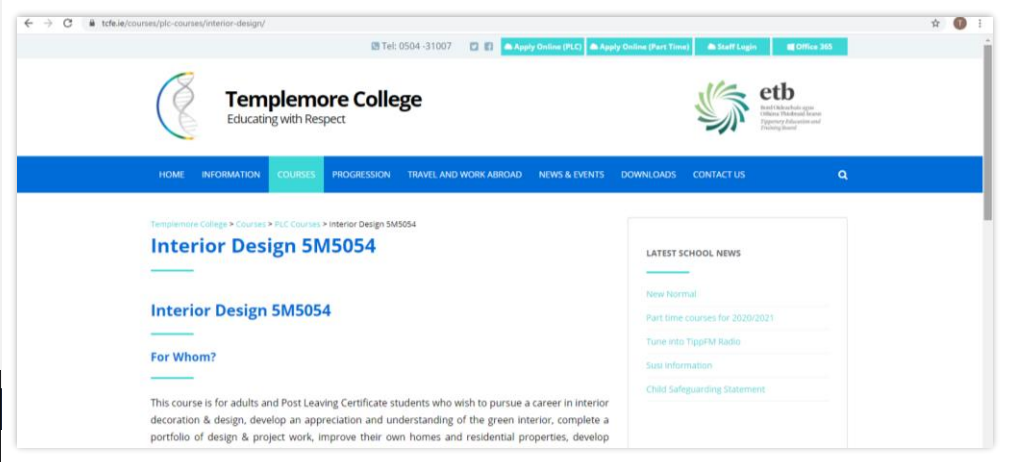 tcfe.ie/courses/plc-courses/interior-design/
T
Tel: 0504 -31007
Apply Online (PLC)
Apply Online (Part Time)
Staff Login
Office 365
Templemore College
Educating with Respect
etb
Tipperary Education and
Training Board
HOME INFORMATION COURSES PROGRESSION TRAVEL AND WORK ABROAD NEWS & EVENTS DOWNLOADS CONTACT US
Templemore College > Courses > PLC Courses > Interior Design 5M5054
Interior Design 5M5054
Interior Design 5M5054
For Whom?
This course is for adults and Post Leaving Certificate students who wish to pursue a career in interior
decoration & design, develop an appreciation and understanding of the green interior, complete a
portfolio of design & project work, improve their own homes and residential properties, develop
LATEST SCHOOL NEWS
New Normal
Part time courses for 2020/2021
Tune into TippFM Radio
Susi Information
Child Safeguarding Statement